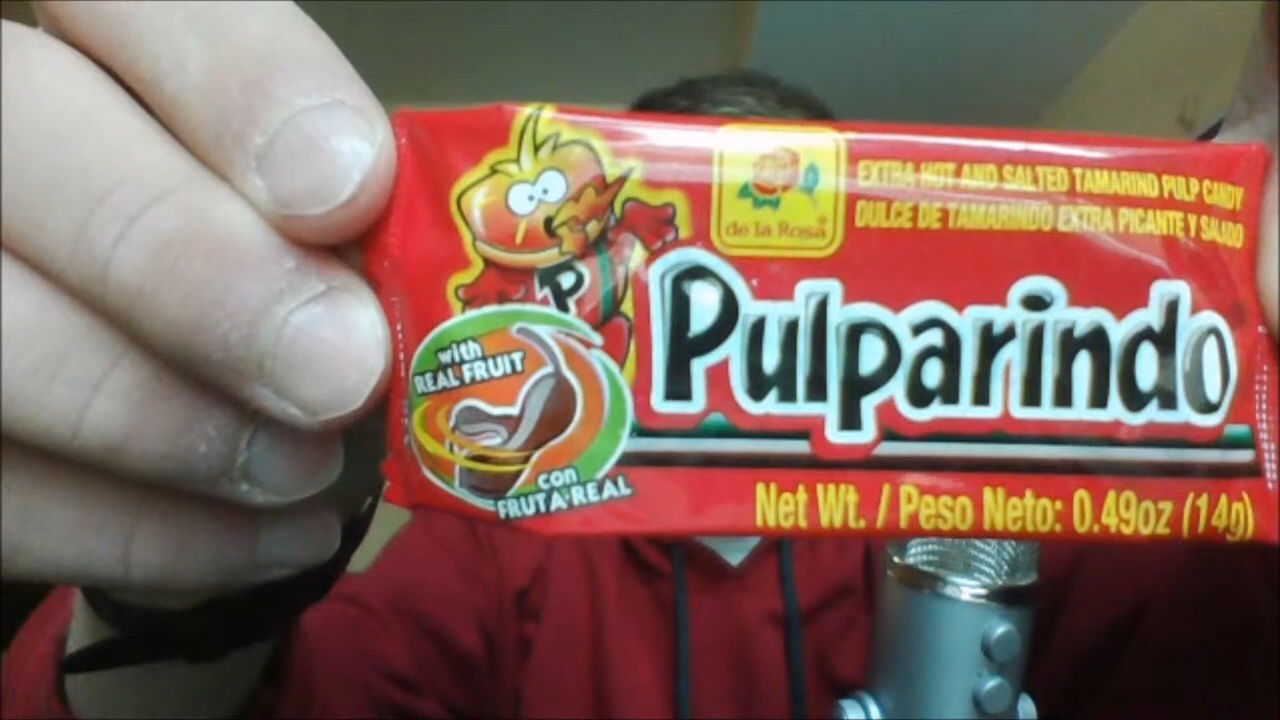 de la Rosa®
EXTRA HOT AND SALTED TAMARIND PULP CANDY
DULCE DE TAMARINDO EXTRA PICANTE Y SALADO
P
Pulparindo
with
REAL FRUIT
con
FRUTA REAL
Net Wt. / Peso Neto: 0.49oz (14g)